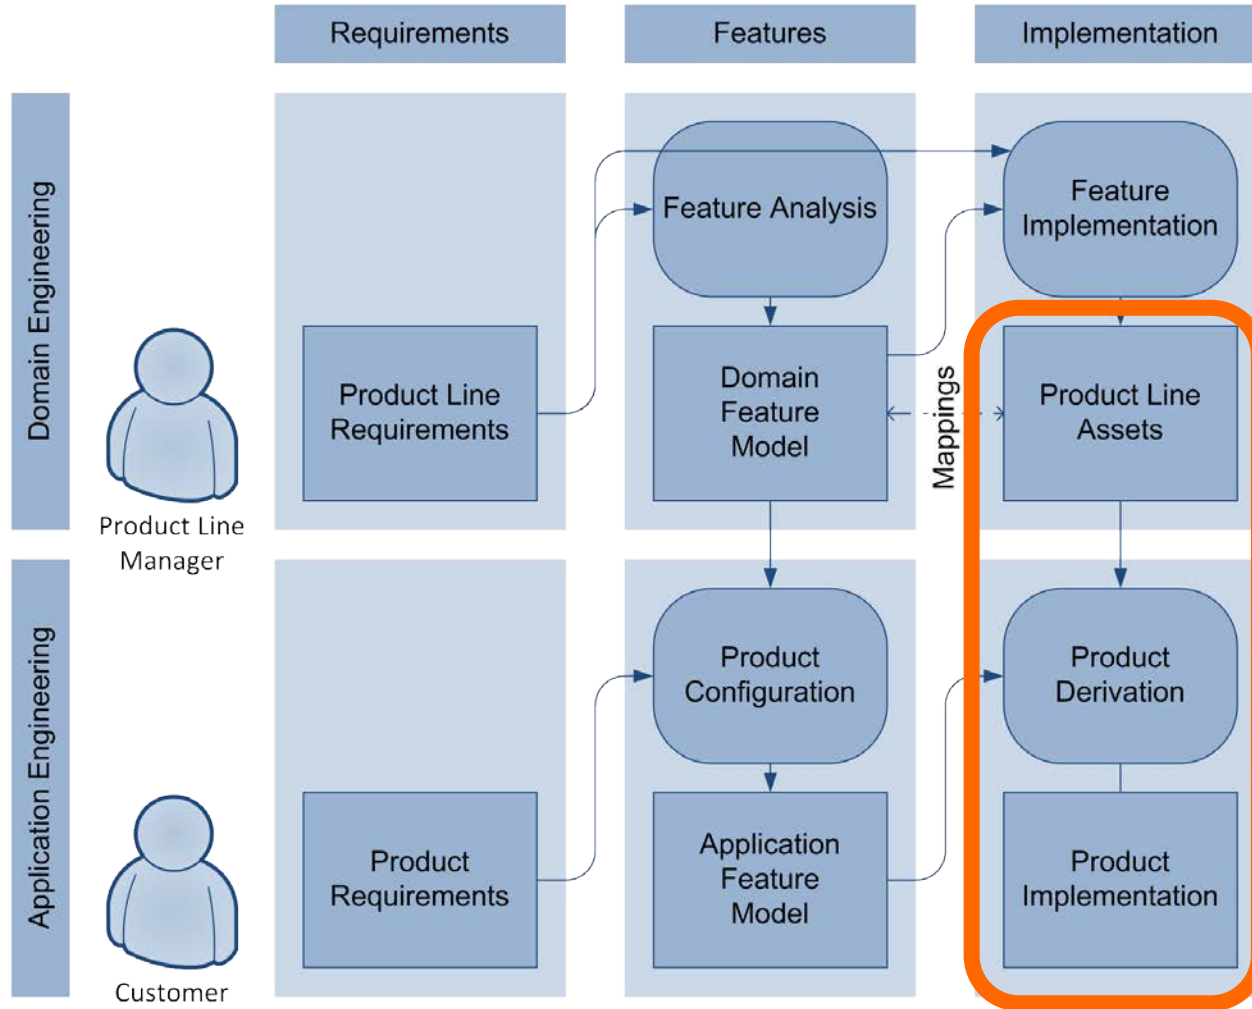 Requirements
Features
Implementation
Domain Engineering
Feature Analysis
Feature
Implementation
Product Line
Requirements
Domain
Feature
Model
Mappings
Product Line
Assets
Product Line
Manager
Application Engineering
Product
Configuration
Product
Derivation
Product
Requirements
Application
Feature
Model
Product
Implementation
Customer